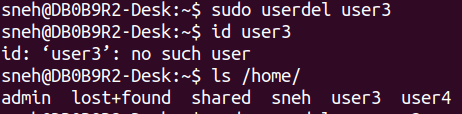 sneh@DB0B9R2-Desk:~$ sudo userdel user3
sneh@DB0B9R2-Desk:~$ id user3
id: ‘user3’: no such user
sneh@DB0B9R2-Desk:~$ ls /home/
admin  lost+found  shared  sneh  user3  user4